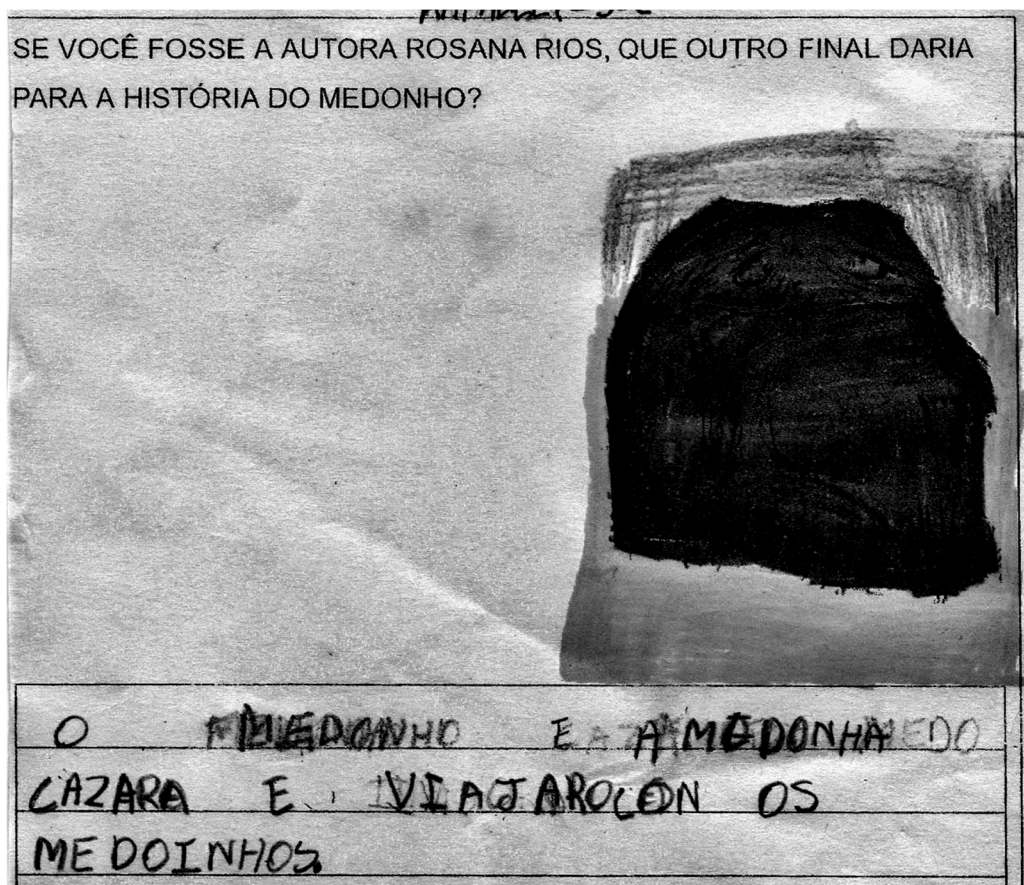 SE VOCÊ FOSSE A AUTORA ROSANA RIOS, QUE OUTRO FINAL DARIA
PARA A HISTÓRIA DO MEDONHO?
O MEDONHO E A MEDONHA
CAZARA E VIAJAROCON OS
MEDOINHOS.